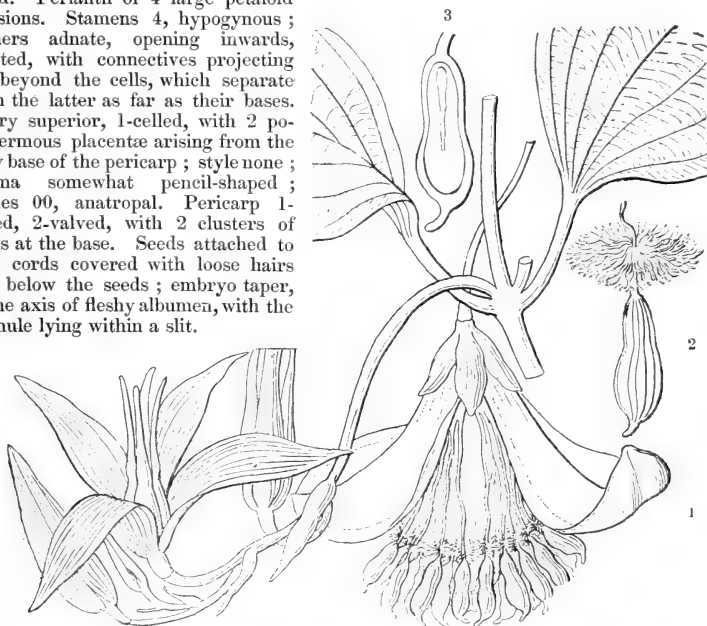 3
d. Perianth of 4 large petaloid
sions. Stamens 4, hypogynous ;
ers adnate, opening inwards,
ted, with connectives projecting
beyond the cells, which separate
n the latter as far as their bases.
ry superior, 1-celled, with 2 po-
ermous placentæ arising from the
base of the pericarp ; style none ;
na somewhat pencil-shaped ;
es 00, anatropal. Pericarp 1-
ed, 2-valved, with 2 clusters of
s at the base. Seeds attached to
cords covered with loose hairs
below the seeds ; embryo taper,
ne axis of fleshy albumen, with the
nule lying within a slit.
2
1